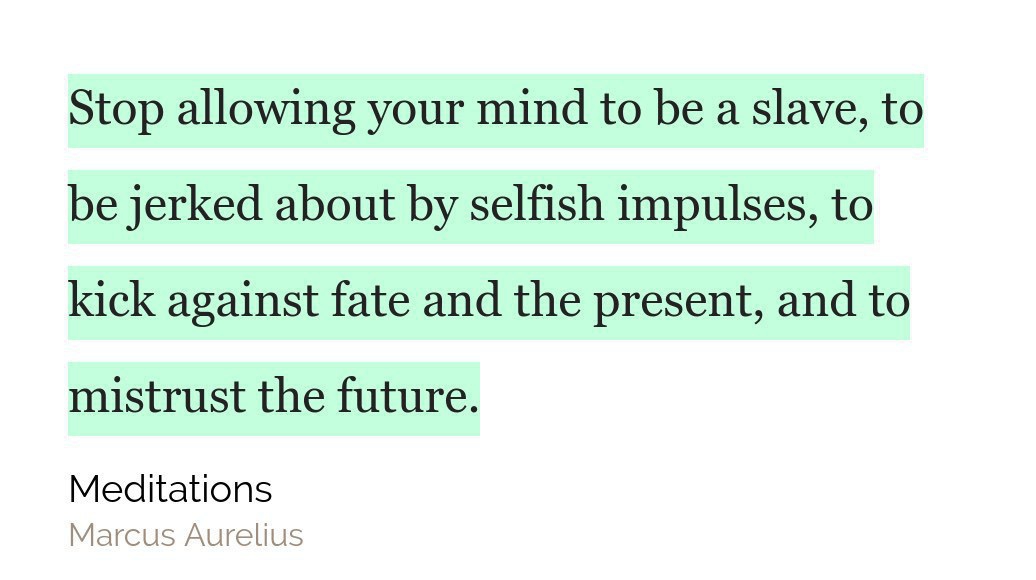 Stop allowing your mind to be a slave, to
be jerked about by selfish impulses, to
kick against fate and the present, and to
mistrust the future.
Meditations
Marcus Aurelius